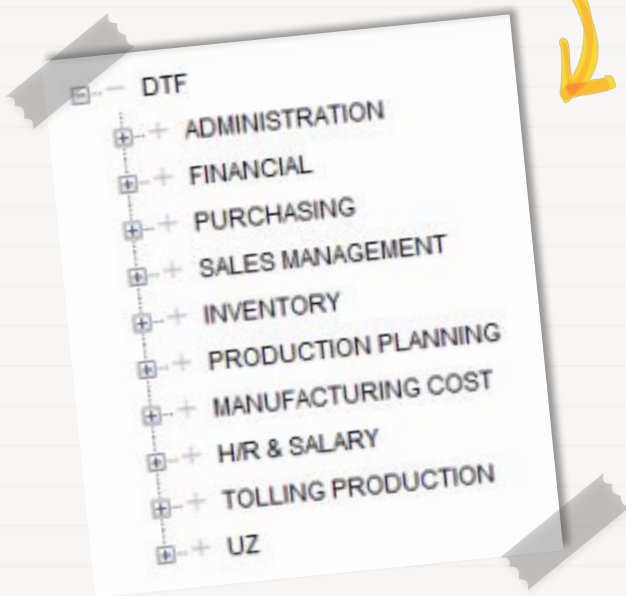 DTF
ADMINISTRATION
FINANCIAL
PURCHASING
SALES MANAGEMENT
INVENTORY
PRODUCTION PLANNING
MANUFACTURING COST
H/R & SALARY
TOLLING PRODUCTION
UZ